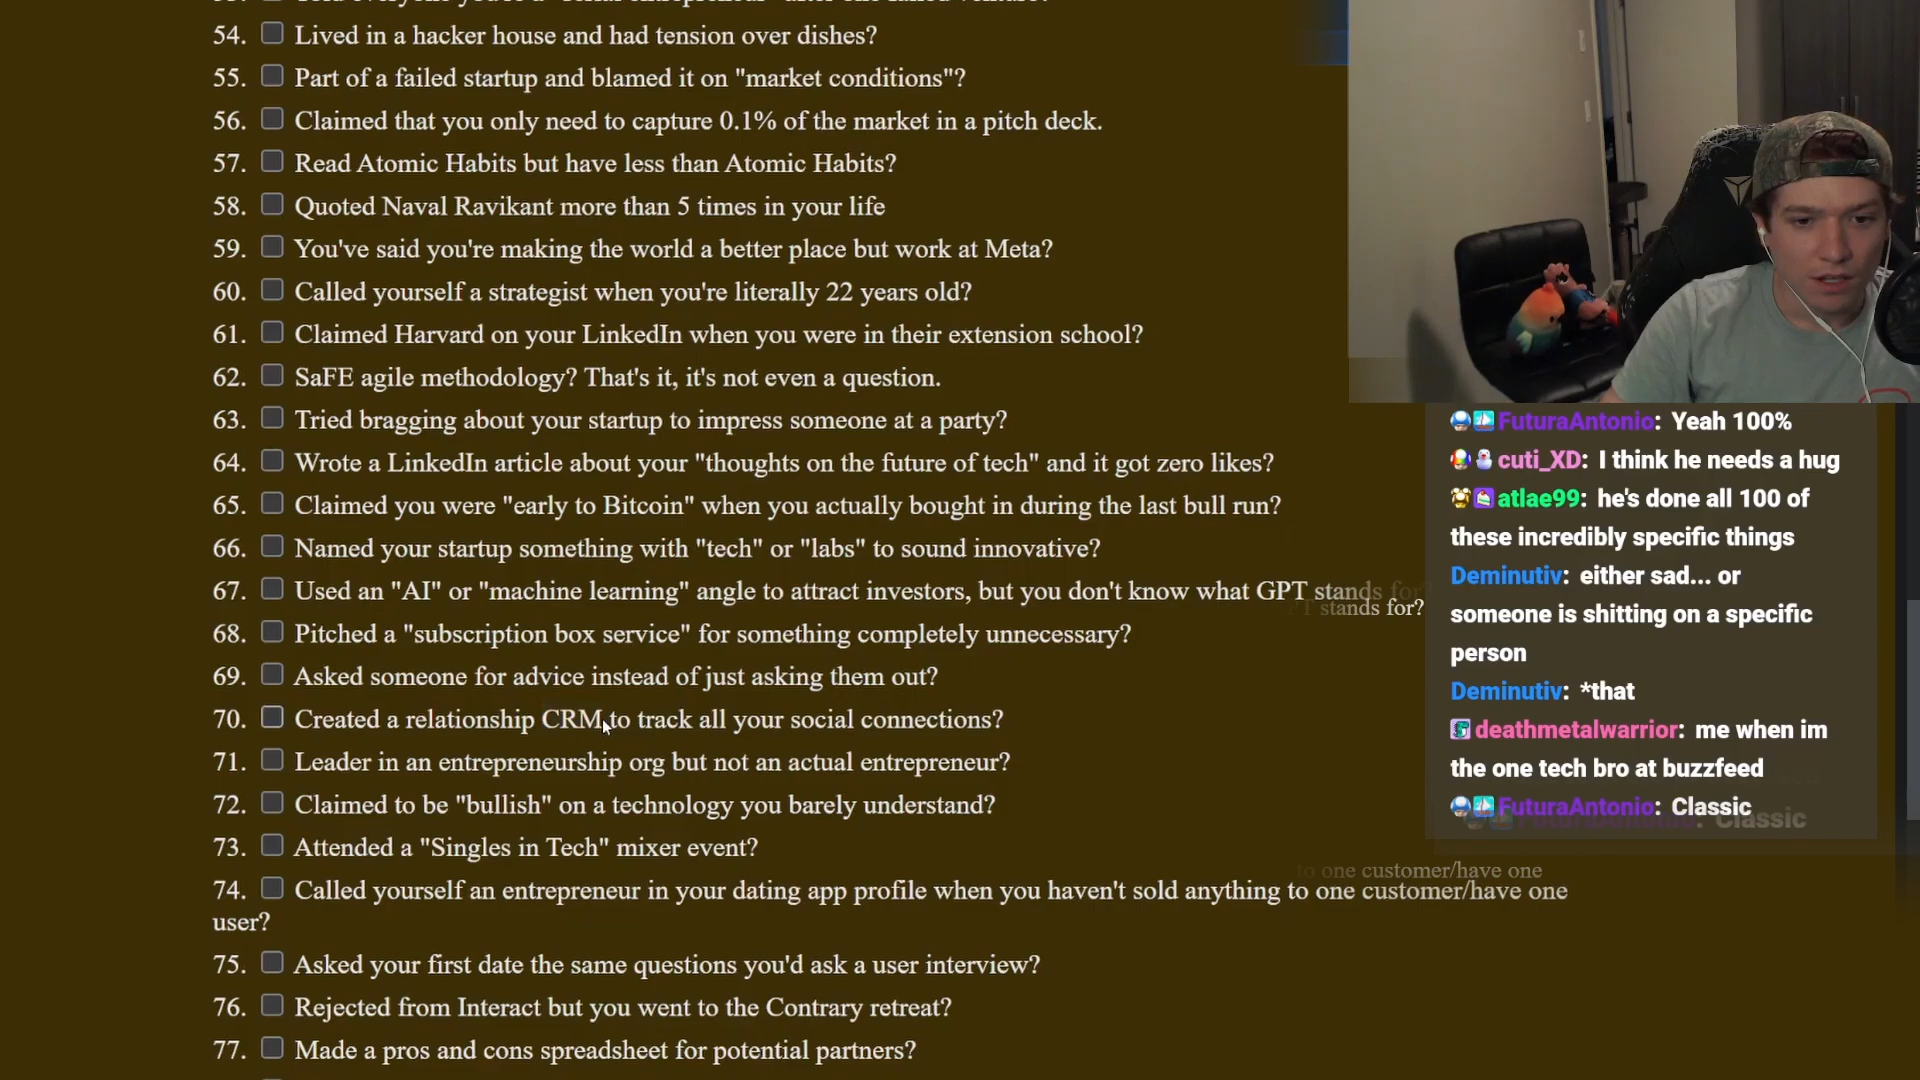 54. Lived in a hacker house and had tension over dishes?
55. Part of a failed startup and blamed it on "market conditions"?
56. Claimed that you only need to capture 0.1% of the market in a pitch deck.
57. Read Atomic Habits but have less than Atomic Habits?
58. Quoted Naval Ravikant more than 5 times in your life
59. You've said you're making the world a better place but work at Meta?
60. Called yourself a strategist when you're literally 22 years old?
61. Claimed Harvard on your LinkedIn when you were in their extension school?
62. SaFE agile methodology? That's it, it's not even a question.
63. Tried bragging about your startup to impress someone at a party?
64. Wrote a LinkedIn article about your "thoughts on the future of tech" and it got zero likes?
65. Claimed you were "early to Bitcoin" when you actually bought in during the last bull run?
66. Named your startup something with "tech" or "labs" to sound innovative?
67. Used an "AI" or "machine learning" angle to attract investors, but you don't know what GPT stands for?
68. Pitched a "subscription box service" for something completely unnecessary?
69. Asked someone for advice instead of just asking them out?
70. Created a relationship CRM to track all your social connections?
71. Leader in an entrepreneurship org but not an actual entrepreneur?
72. Claimed to be "bullish" on a technology you barely understand?
73. Attended a "Singles in Tech" mixer event?
74. Called yourself an entrepreneur in your dating app profile when you haven't sold anything to one customer/have one
user?
75. Asked your first date the same questions you'd ask a user interview?
76. Rejected from Interact but you went to the Contrary retreat?
77. Made a pros and cons spreadsheet for potential partners?
FuturaAntonio: Yeah 100%
cuti_XD: I think he needs a hug
atlae99: he's done all 100 of
these incredibly specific things
Deminutiv: either sad... or
someone is shitting on a specific
person
Deminutiv: *that
deathmetalwarrior: me when im
the one tech bro at buzzfeed
FuturaAntonio: Classic